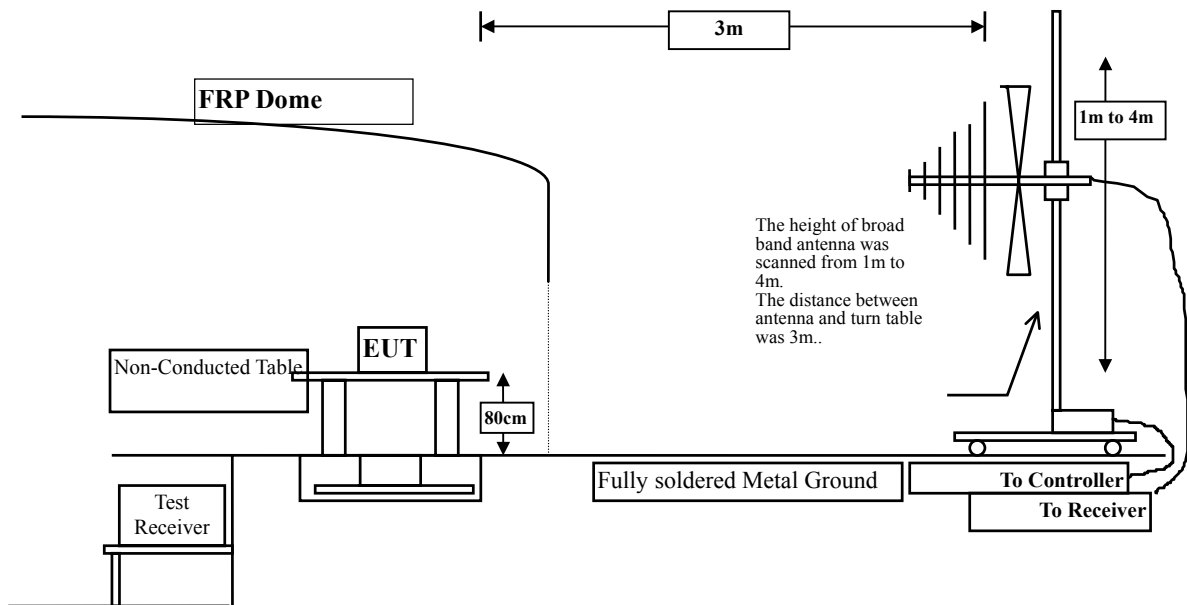 3m
FRP Dome
1m to 4m
The height of broad
band antenna was
scanned from 1m to
4m.
The distance between
antenna and turn table
was 3m..
EUT
Non-Conducted Table
80cm
Fully soldered Metal Ground
To Controller
Test
Receiver
To Receiver